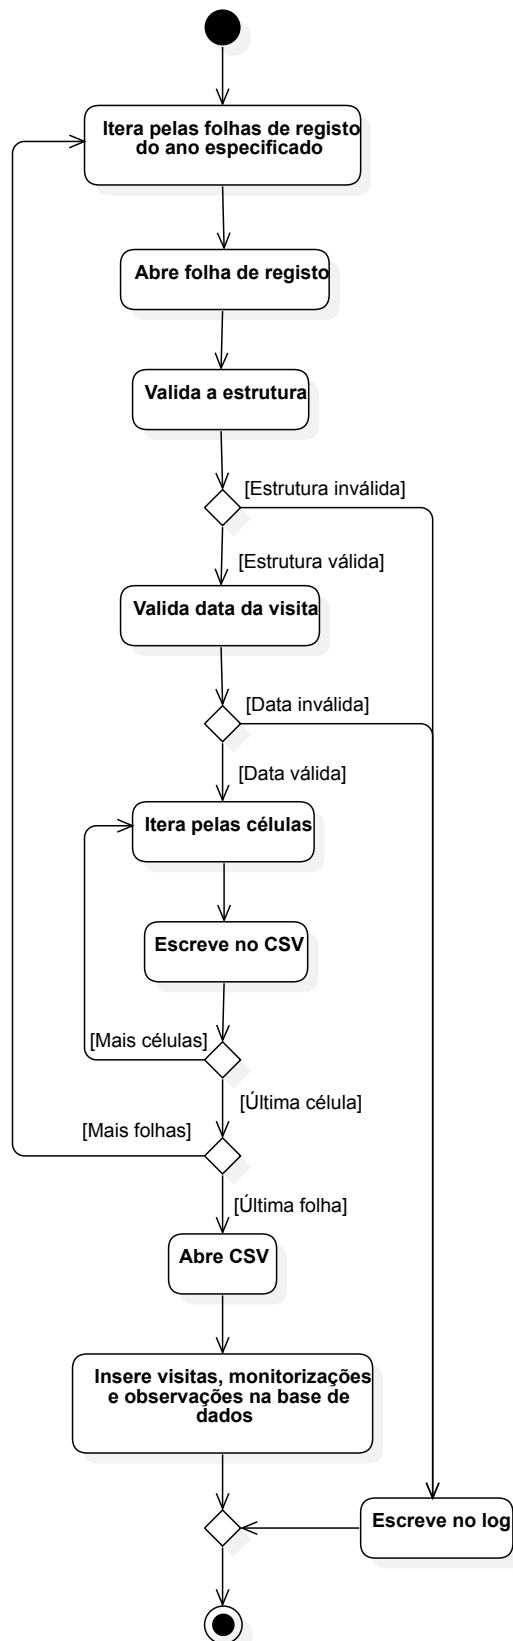 Itera pelas folhas de registo
do ano especificado
Abre folha de registo
Valida a estrutura
[Estrutura inválida]
[Estrutura válida]
Valida data da visita
[Data inválida]
[Data válida]
Itera pelas células
Escreve no CSV
[Mais células]
[Última célula]
[Mais folhas]
[Última folha]
Abre CSV
Insere visitas, monitorizações
e observações na base de
dados
Escreve no log